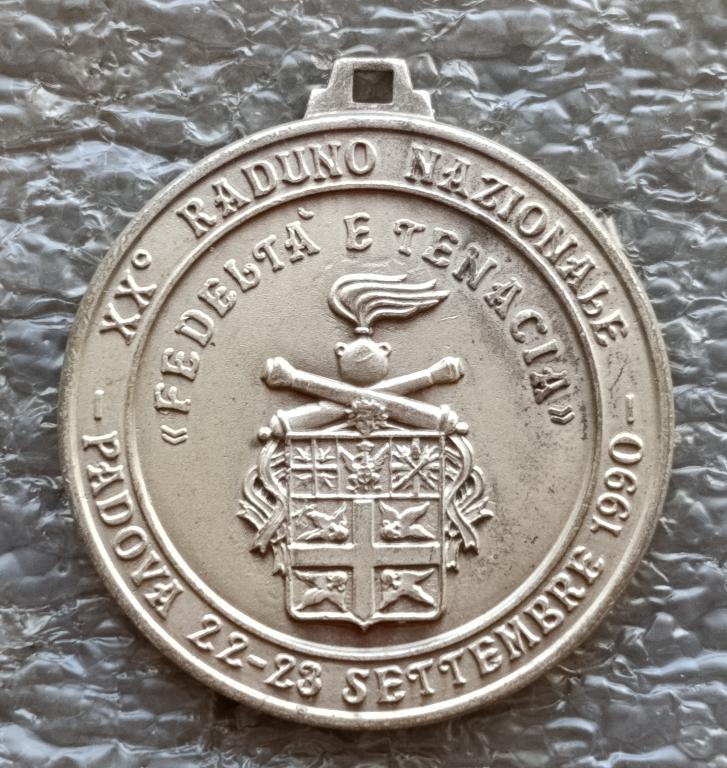 XX° RADUNO NAZIONALE
«FEDELTÀ E TENACIA»
- PADOVA 22-23 SETTEMBRE 1990 -